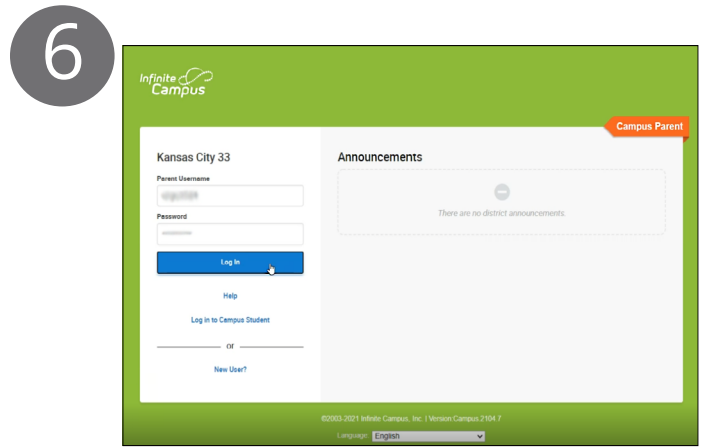 6
Infinite
Campus
Campus Parent
Kansas City 33
Parent Username
Password
Log In
Help
Log in to Campus Student
or
New User?
Announcements
There are no district announcements.
©2003-2021 Infinite Campus, Inc. | Version:Campus.2104.7
Language: English